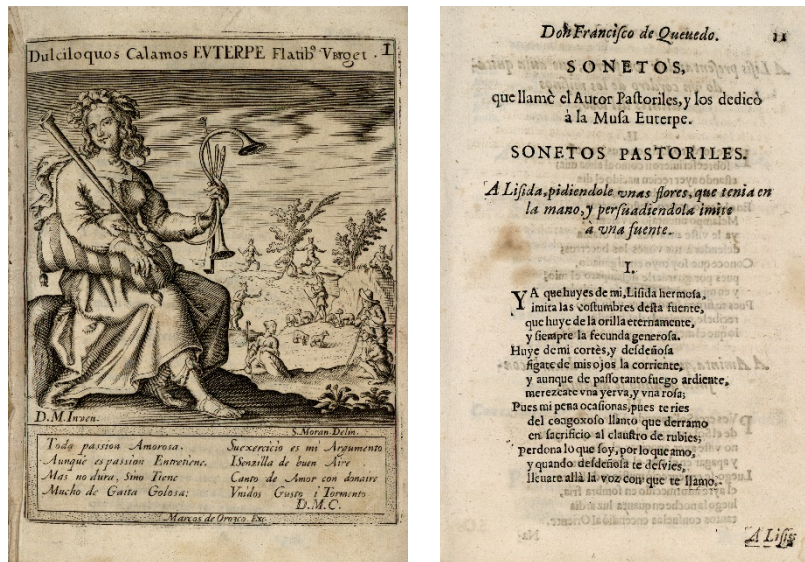 Dulciloquos Calamos EVTERPE Flatib⁹ Vrget. 1
D.M. Inven.
S. Moran Delin.
Toda passion Amorosa.
Aunque es passion Entretiene.
Mas no dura, Sino Tiene
Mucho de Gaita Golosa:
Su exercicio es mi Argumento
I Senzilla de buen Aire
Canto de Amor con donaire
Vnidos Gusto i Tormento
D.M.C.
Marcos de Orozco Exc.
Don Francisco de Queuedo. 11
SONETOS,
que llamò el Autor Pastoriles, y los dedicò
à la Musa Euterpe.
SONETOS PASTORILES.
A Lisida, pidiendole vnas flores, que tenia en
la mano, y persuadiendola imite
à vna fuente.
I.
YA que huyes de mi, Lisida hermosa,
imita las costumbres desta fuente,
que huye de la orilla eternamente,
y siempre la fecunda generosa.
Huye de mi cortès, y desdeñosa
sigate de mis ojos la corriente,
y aunque de passo tanto fuego ardiente,
merezcate vna yerva, y vna rosa;
Pues mi pena ocasionas, pues te ries
del congoxoso llanto que derramo
en sacrificio al claustro de rubies;
Perdona lo que soy, por lo que amo,
y quando desdeñosa te desvies,
lleuate allà la voz con que te llamo.
A Lisis: